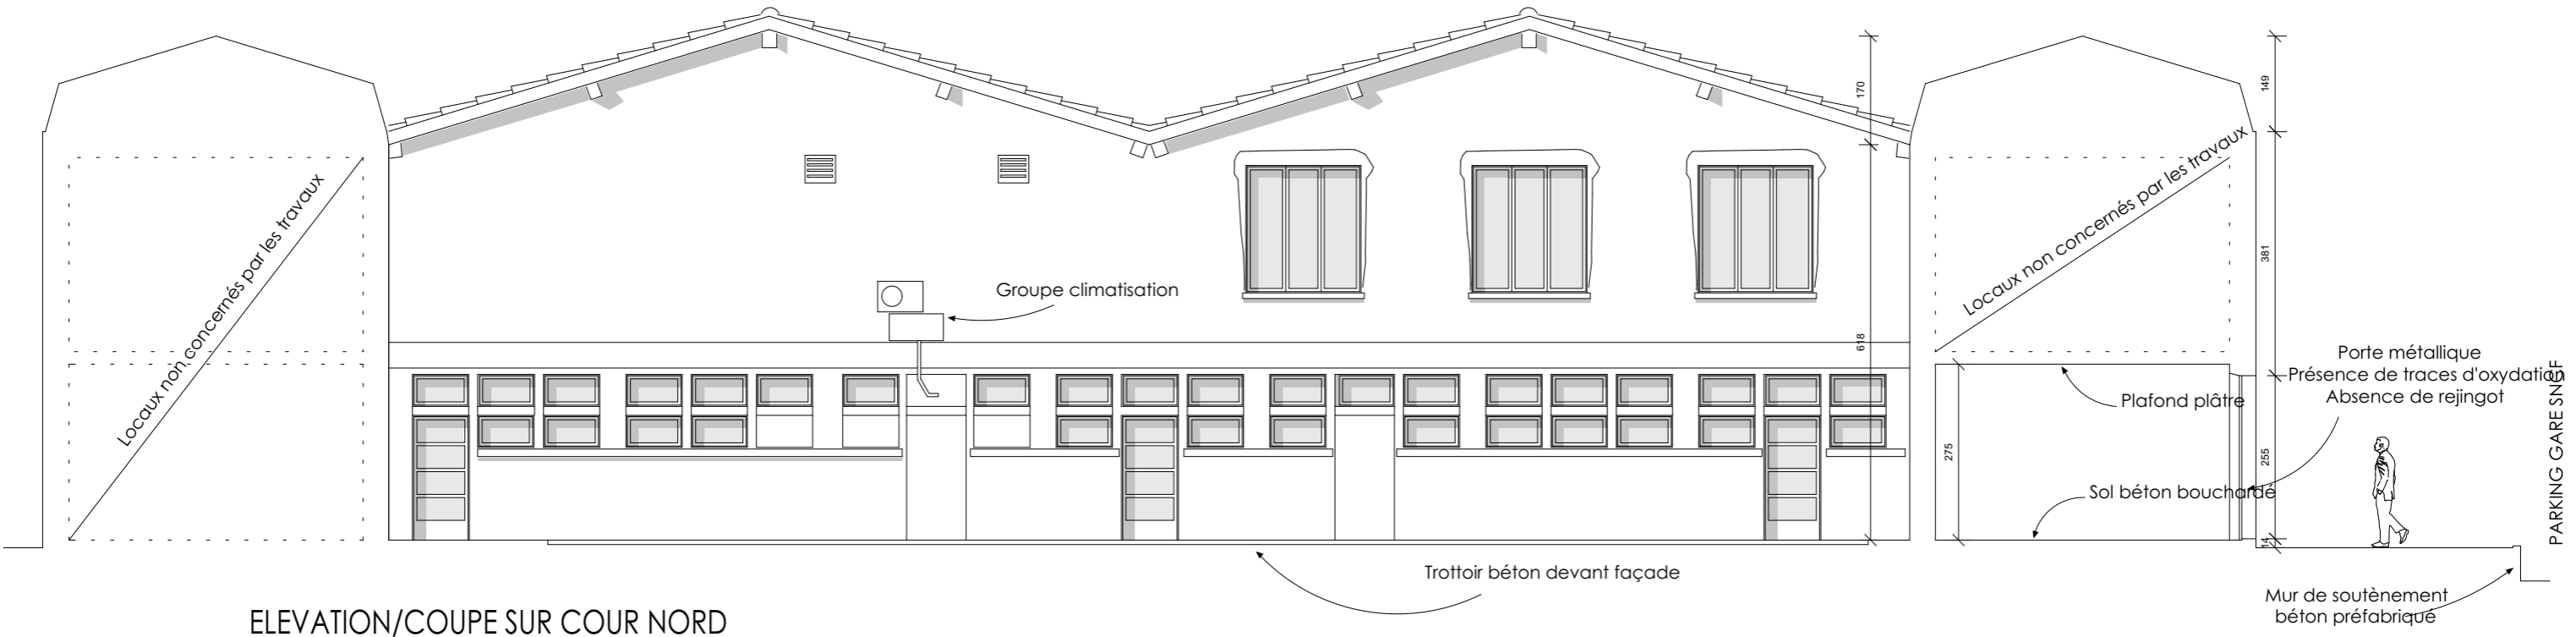 Locaux non concernés par les travaux
Groupe climatisation
170
618
Locaux non concernés par les travaux
149
381
255
14
275
Plafond plâtre
Sol béton bouchardé
Porte métallique
Présence de traces d'oxydation
Absence de rejingot
PARKING GARE SNCF
Trottoir béton devant façade
Mur de soutènement
béton préfabriqué
ELEVATION/COUPE SUR COUR NORD